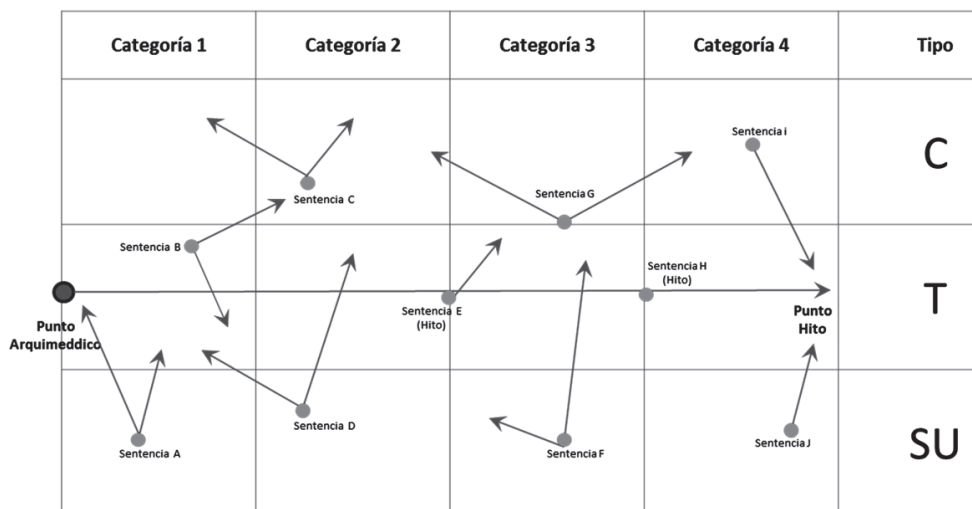 Categoría 1
Categoría 2
Categoría 3
Categoría 4
Tipo
Sentencia i
C
Sentencia C
Sentencia G
Sentencia B
Sentencia H
(Hito)
Sentencia E
(Hito)
T
Punto
Arquimeddico
Punto
Hito
Sentencia A
Sentencia D
Sentencia F
Sentencia J
SU